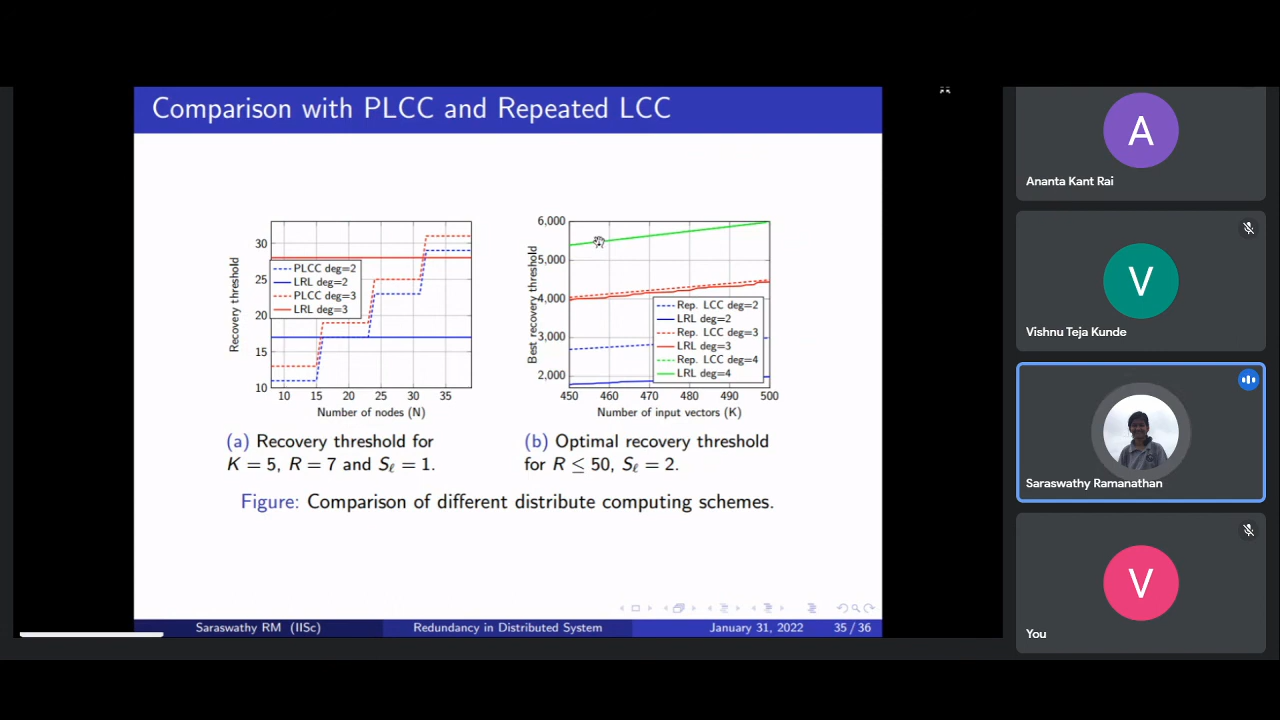 Comparison with PLCC and Repeated LCC
Recovery threshold
30
25
20
15
10
PLCC deg=2
LRL deg=2
PLCC deg=3
LRL deg=3
10 15 20 25 30 35
Number of nodes (N)
(a) Recovery threshold for
K = 5, R = 7 and Sℓ = 1.
Best recovery threshold
6,000
5,000
4,000
3,000
2,000
Rep. LCC deg=2
LRL deg=2
Rep. LCC deg=3
LRL deg=3
Rep. LCC deg=4
LRL deg=4
450 460 470 480 490 500
Number of input vectors (K)
(b) Optimal recovery threshold
for R ≤ 50, Sℓ = 2.
Figure: Comparison of different distribute computing schemes.
Saraswathy RM (IISc) Redundancy in Distributed System January 31, 2022 35 / 36
A
Ananta Kant Rai
V
Vishnu Teja Kunde
Saraswathy Ramanathan
V
You